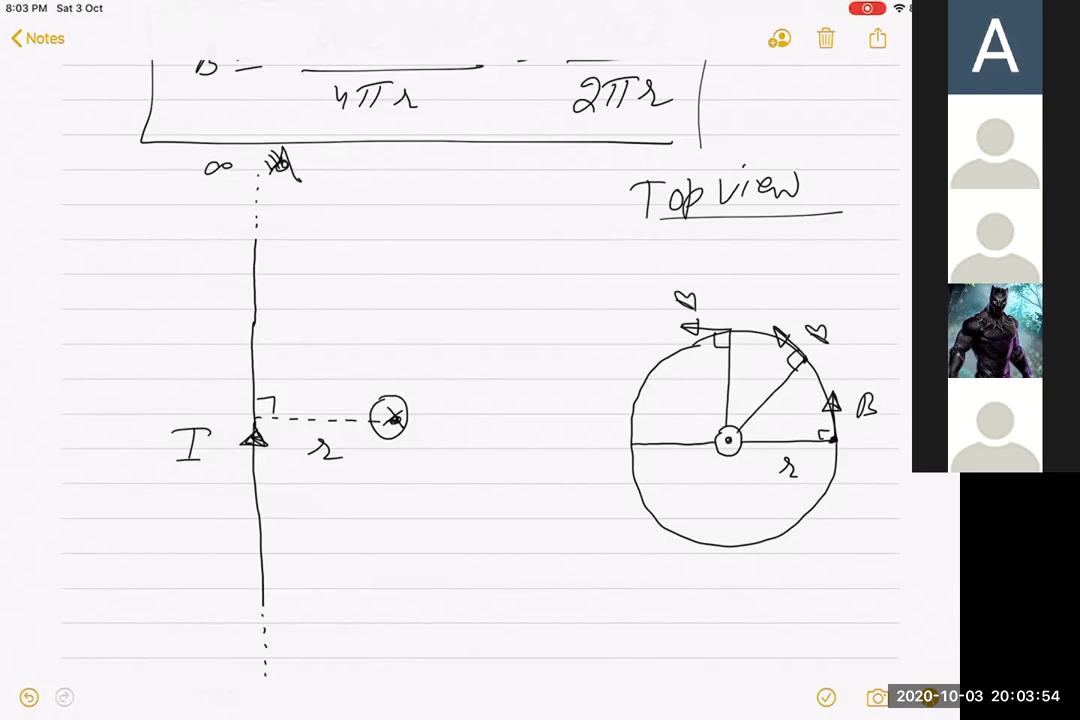 8:03 PM Sat 3 Oct
Notes
A
B =
4πr
2πr
∞
Top view
B
I
r
r
2020-10-03 20:03:54